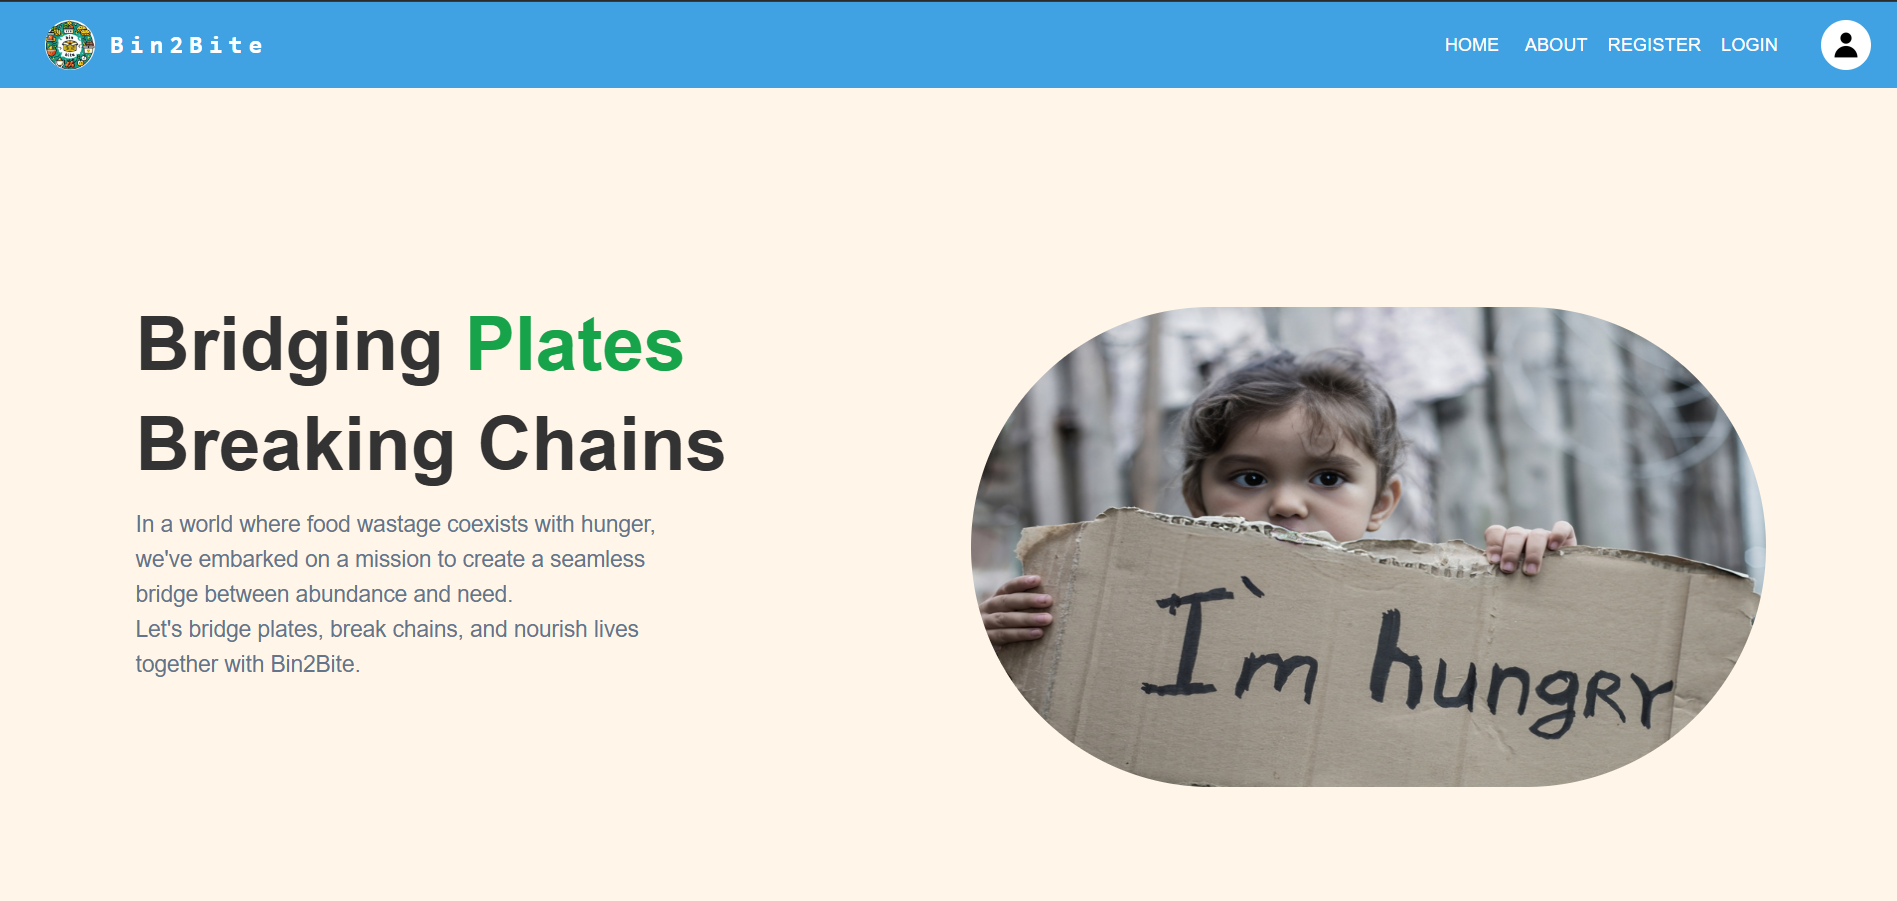 Bin2Bite
HOME ABOUT REGISTER LOGIN
Bridging Plates
Breaking Chains
In a world where food wastage coexists with hunger,
we've embarked on a mission to create a seamless
bridge between abundance and need.
Let's bridge plates, break chains, and nourish lives
together with Bin2Bite.
I`m hungRY